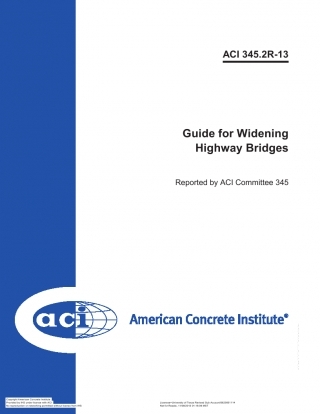 ACI 345.2R-13
Guide for Widening
Highway Bridges
Reported by ACI Committee 345
aci
American Concrete Institute®